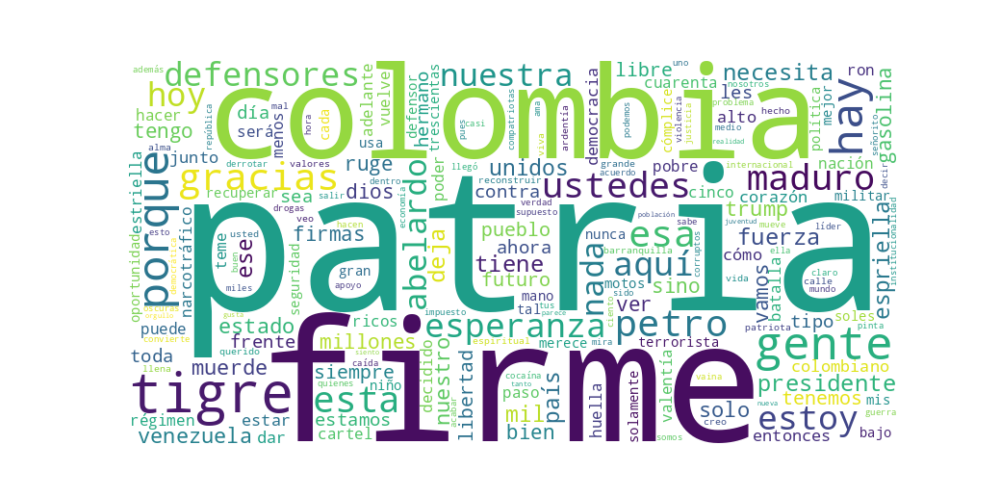 colombia
patria
firme
tigre
gente
maduro
hay
porque
petro
esperanza
estoy
esta
esa
aquí
ustedes
gracias
hoy
defensores
nuestra
nada
abelardo
presidente
venezuela
fuerza
necesita
libre
unidos
pueblo
tiene
ahora
futuro
millones
siempre
muerde
estado
frente
firmas
dios
ruge
sea
ese
deja
junto
tengo
día
será
menos
hermano
vuelve
adelante
defensor
trescientas
democracia
cuarenta
les
alto
cómplice
política
mejor
ron
gasolina
nación
militar
pobre
cinco
corazón
trump
contra
poder
sino
cómo
vamos
batalla
espriella
tipo
soles
colombiano
tenemos
mis
bajo
entonces
solo
valentía
terrorista
ver
motos
nunca
mano
tal
merece
país
mil
bien
paso
libertad
nuestro
decidido
huella
solamente
niño
ricos
cartel
estamos
estar
dar
régimen
toda
puede
narcotráfico
teme
usted
seguridad
gran
veo
oportunidad
estriella
recuperar
hacer
además
república
mal
hora
cada
usa
pues
casi
compatriotas
viva
ama
ardentia
podemos
uno
nosotros
problema
violencia
justicia
medio
hecho
realidad
señorito
decir
internacional
institucionalidad
alma
derrotar
valores
salir
dentro
drogas
economía
llegó
reconstruir
verdad
supuesto
grande
acuerdo
población
sabe
corruptos
juventud
mueve
ella
líder
vida
claro
calle
mundo
barranquilla
sido
ciento
tus
parece
mira
impuesto
espiritual
apoyo
hacen
miles
buen
esto
democrática
oscuras
orgullo
convierte
gusta
querido
siento
caída
quienes
llena
cocaína
tanto
acabar
somos
vaina
creo
nueva
guerra
patriota
pinta